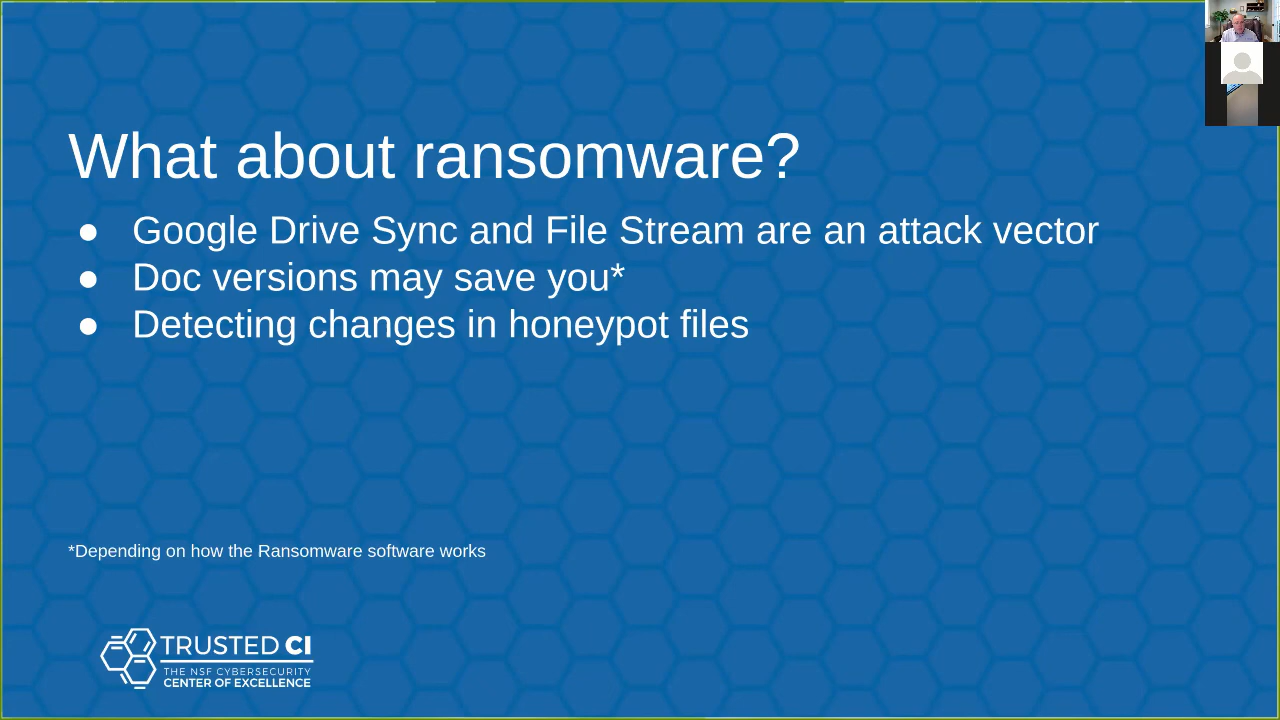 What about ransomware?
● Google Drive Sync and File Stream are an attack vector
● Doc versions may save you*
● Detecting changes in honeypot files
*Depending on how the Ransomware software works
TRUSTED CI
THE NSF CYBERSECURITY
CENTER OF EXCELLENCE